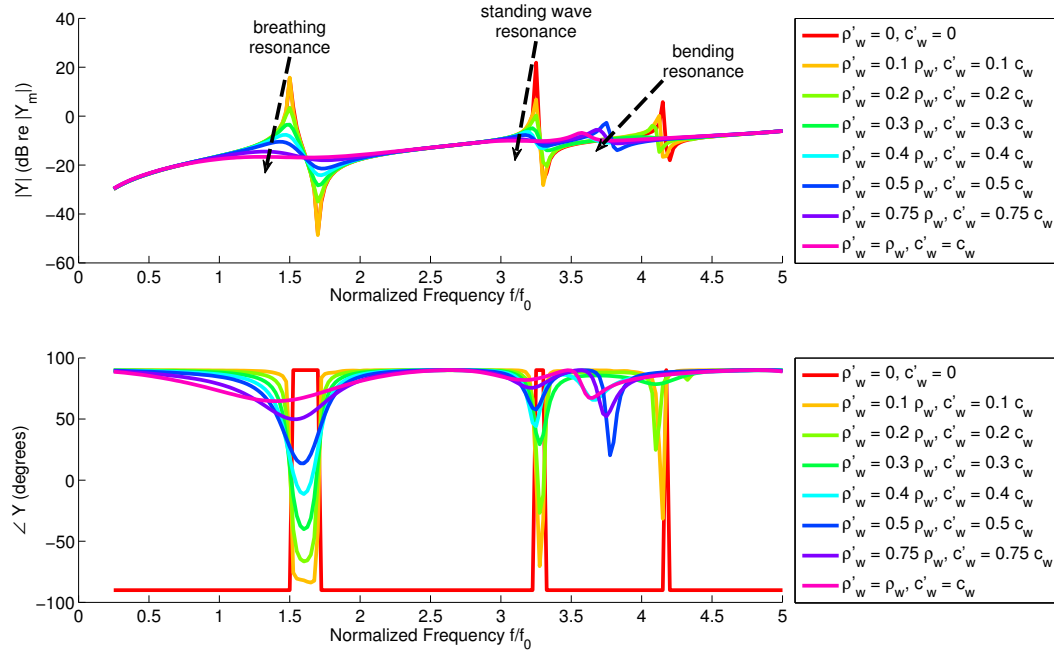 breathing
resonance
standing wave
resonance
bending
resonance
|Y| (dB re |Y_m|)
40
20
0
−20
−40
−60
0
0.5
1
1.5
2
2.5
3
3.5
4
4.5
5
Normalized Frequency f/f_0
ρ'_w = 0, c'_w = 0
ρ'_w = 0.1 ρ_w, c'_w = 0.1 c_w
ρ'_w = 0.2 ρ_w, c'_w = 0.2 c_w
ρ'_w = 0.3 ρ_w, c'_w = 0.3 c_w
ρ'_w = 0.4 ρ_w, c'_w = 0.4 c_w
ρ'_w = 0.5 ρ_w, c'_w = 0.5 c_w
ρ'_w = 0.75 ρ_w, c'_w = 0.75 c_w
ρ'_w = ρ_w, c'_w = c_w
∠ Y (degrees)
100
50
0
−50
−100
0
0.5
1
1.5
2
2.5
3
3.5
4
4.5
5
Normalized Frequency f/f_0
ρ'_w = 0, c'_w = 0
ρ'_w = 0.1 ρ_w, c'_w = 0.1 c_w
ρ'_w = 0.2 ρ_w, c'_w = 0.2 c_w
ρ'_w = 0.3 ρ_w, c'_w = 0.3 c_w
ρ'_w = 0.4 ρ_w, c'_w = 0.4 c_w
ρ'_w = 0.5 ρ_w, c'_w = 0.5 c_w
ρ'_w = 0.75 ρ_w, c'_w = 0.75 c_w
ρ'_w = ρ_w, c'_w = c_w